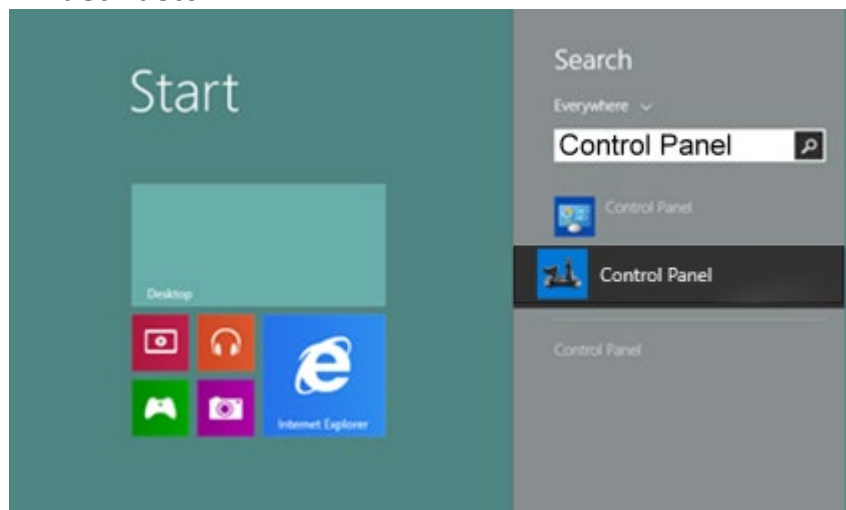 Start
Desktop
Internet Explorer
Search
Everywhere
Control Panel
Control Panel
Control Panel
Control Panel